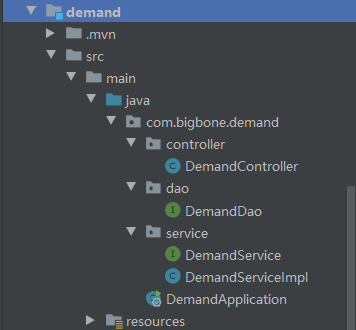 demand
.mvn
src
main
java
com.bigbone.demand
controller
DemandController
dao
DemandDao
service
DemandService
DemandServiceImpl
DemandApplication
resources